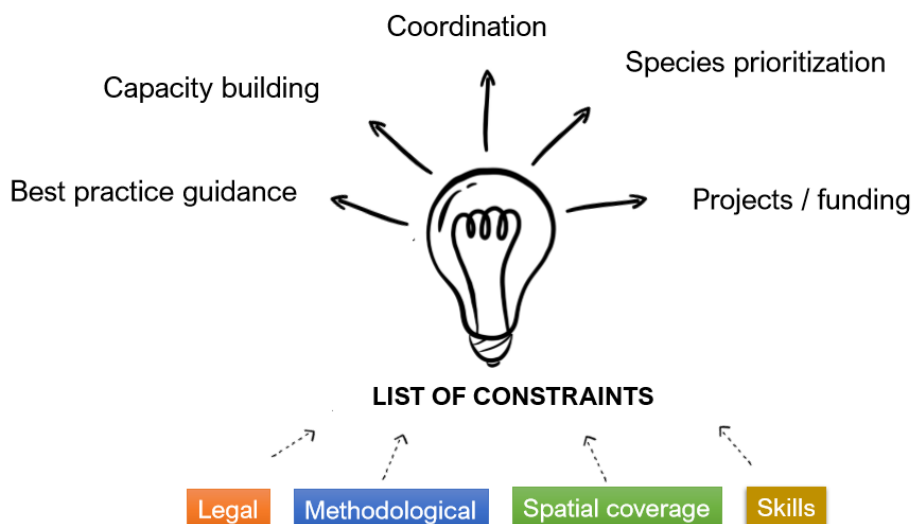 Coordination
Species prioritization
Capacity building
Best practice guidance
Projects / funding
LIST OF CONSTRAINTS
Legal
Methodological
Spatial coverage
Skills